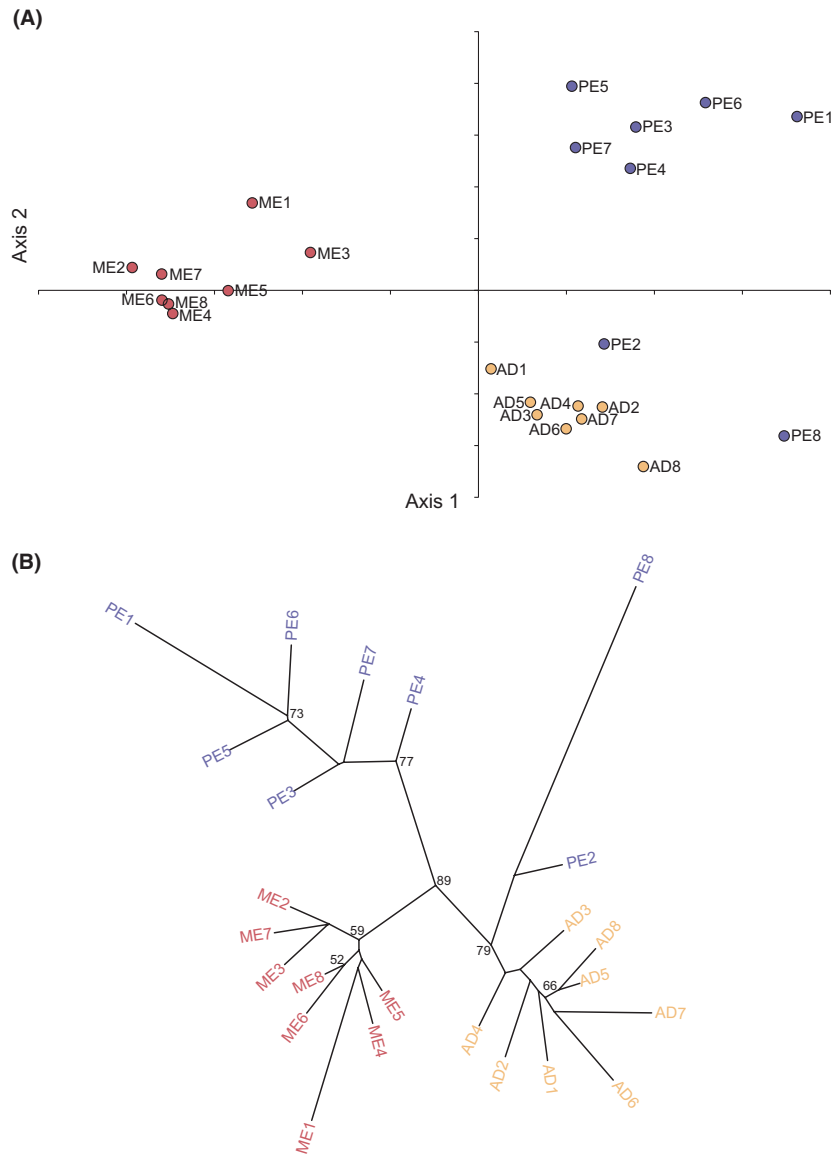 (A)
PE5
PE6
PE1
PE3
PE7
PE4
ME1
Axis 2
ME3
ME2
ME7
ME5
ME6
ME8
ME4
PE2
AD1
AD5
AD4
AD2
AD3
AD7
AD6
PE8
AD8
Axis 1
(B)
PE8
PE1
PE6
PE7
PE4
73
PE5
77
PE3
PE2
89
ME2
AD3
59
ME7
79
AD8
52
ME3
ME8
66
AD5
ME5
ME6
AD7
ME4
AD4
AD2
AD1
AD6
ME1